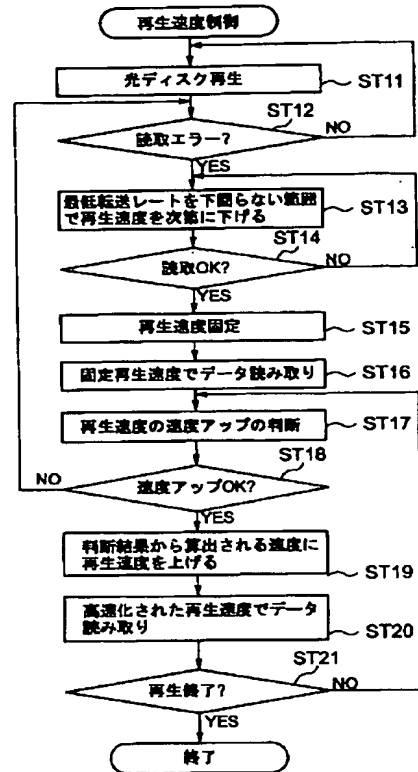 再生速度制御
光ディスク再生
ST11
ST12
読取エラー?
NO
YES
最低転送レートを下回らない範囲
で再生速度を次第に下げる
ST13
ST14
読取OK?
NO
YES
再生速度固定
ST15
固定再生速度でデータ読み取り
ST16
再生速度の速度アップの判断
ST17
ST18
NO
速度アップOK?
YES
判断結果から算出される速度に
再生速度を上げる
ST19
高速化された再生速度でデータ
読み取り
ST20
ST21
再生終了?
NO
YES
終了